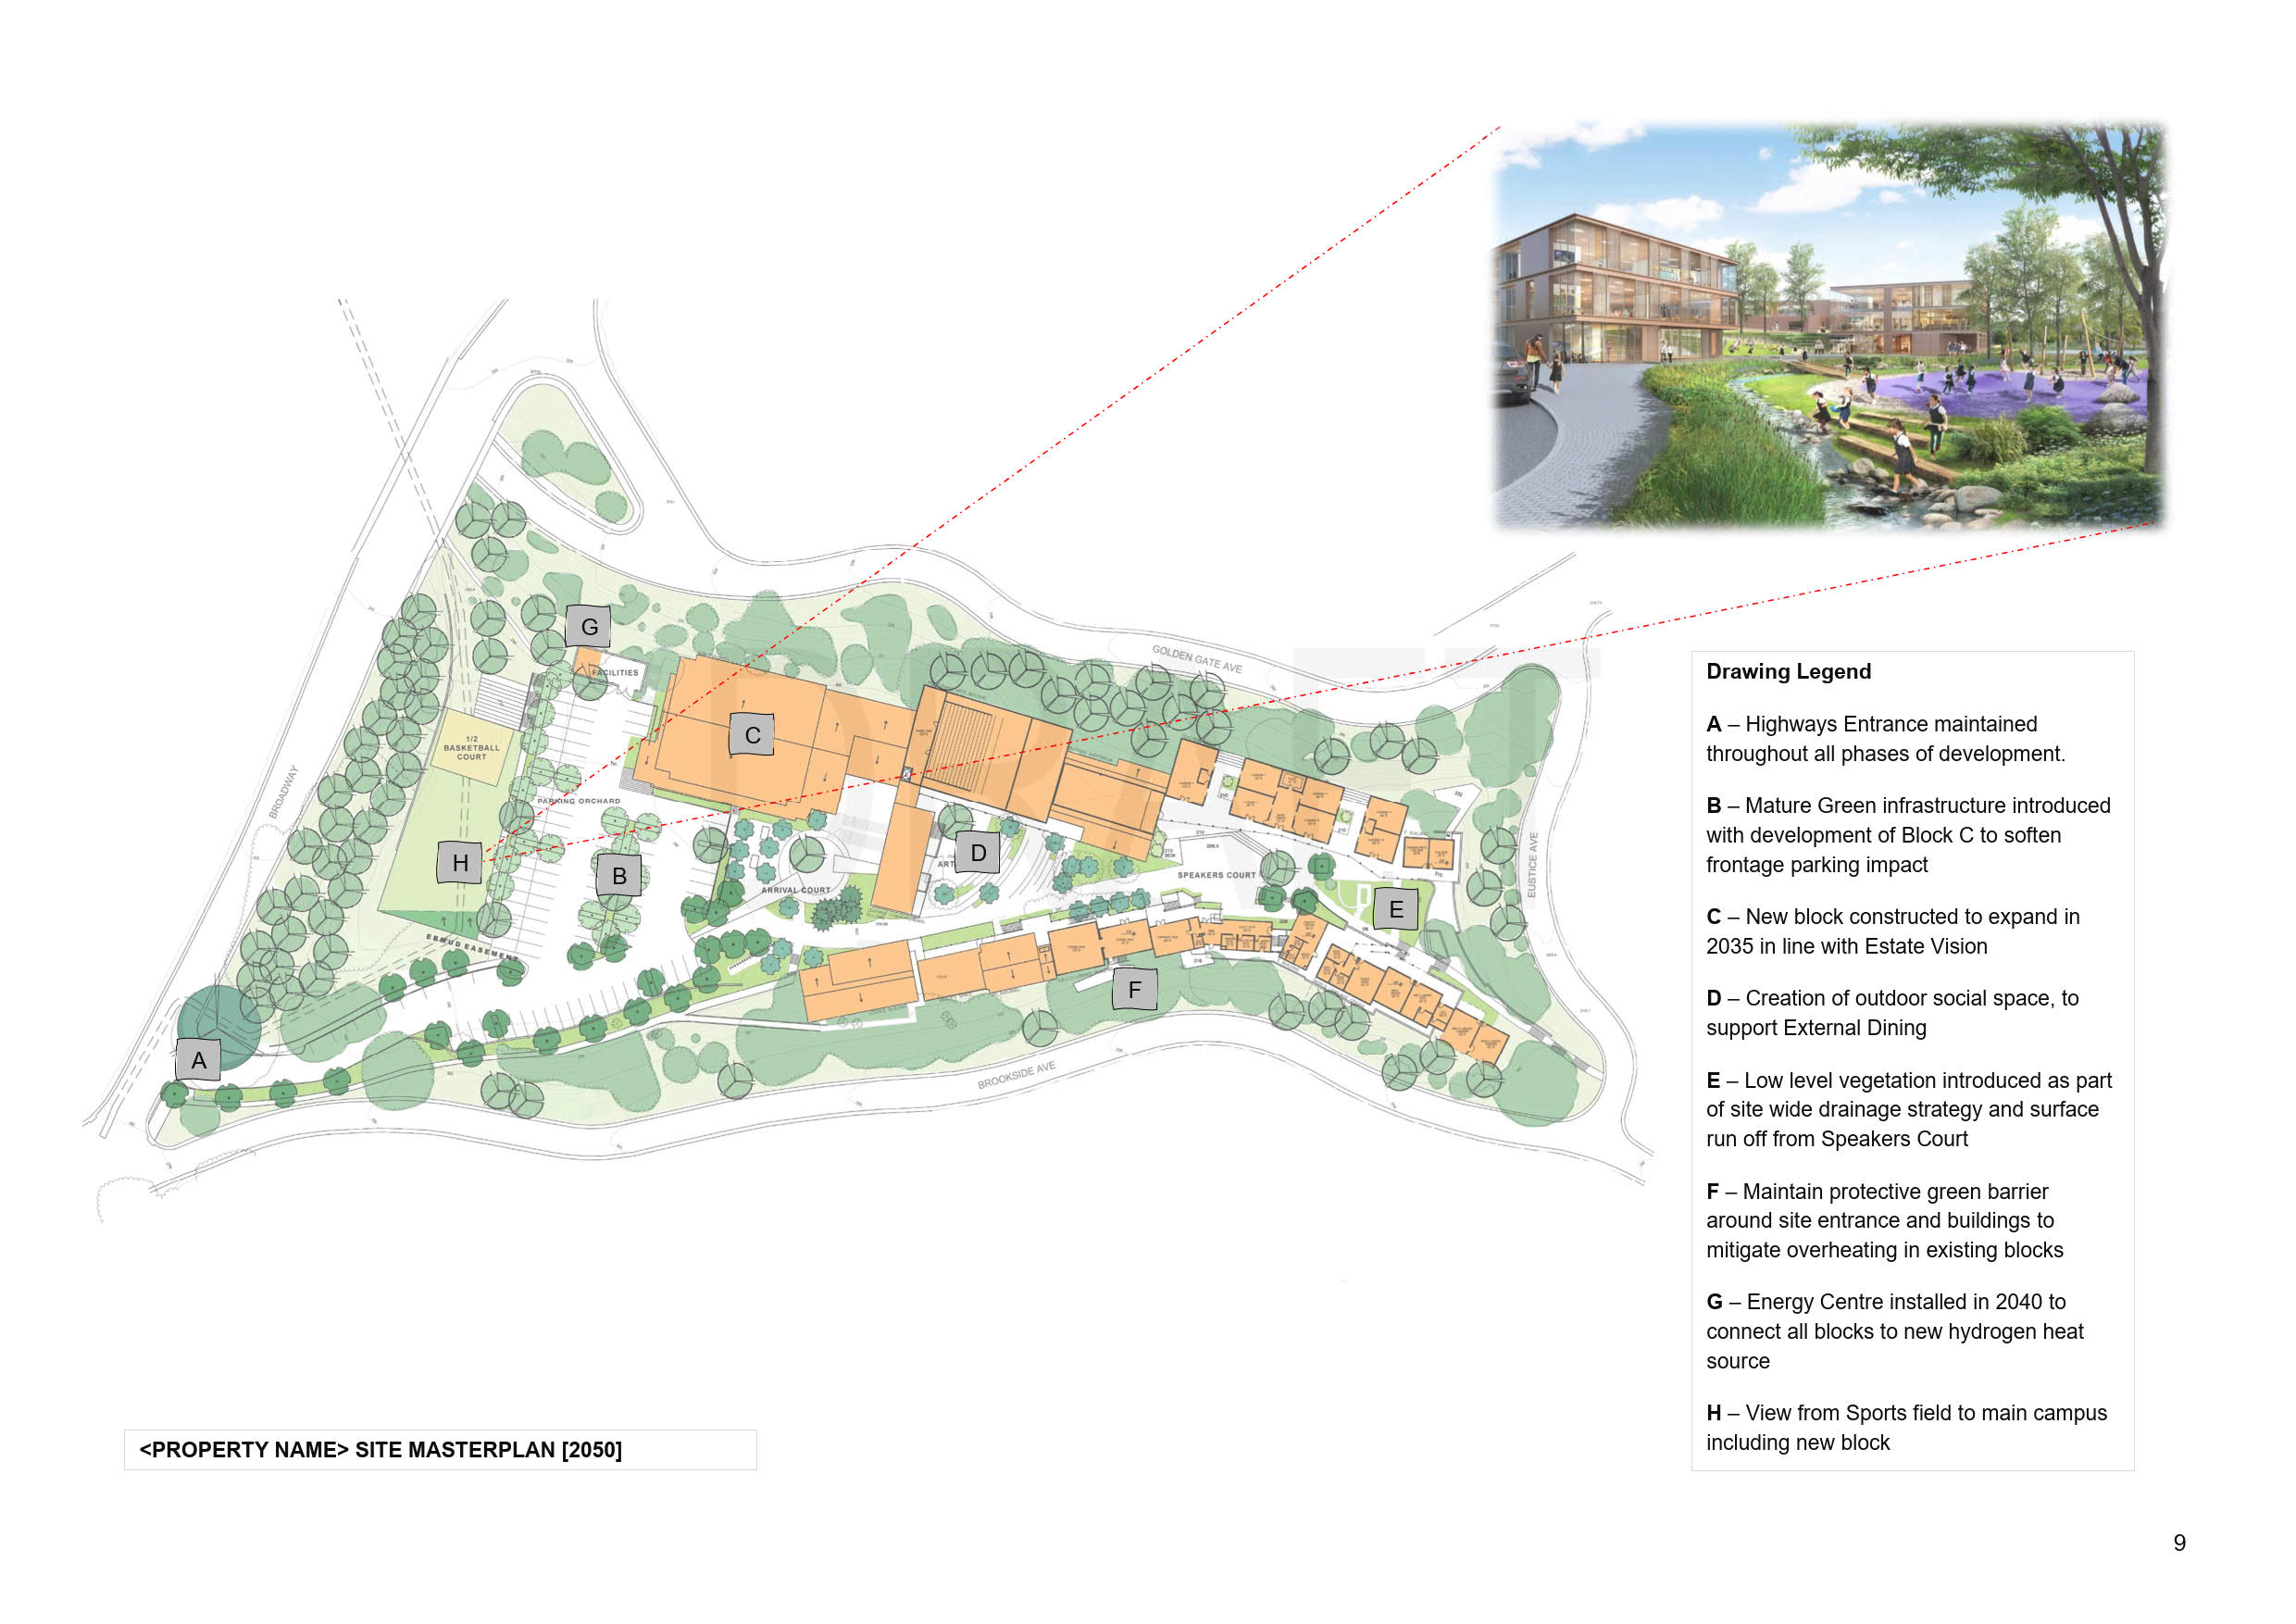 GOLDEN GATE AVE
G
FACILITIES
Drawing Legend
A – Highways Entrance maintained
throughout all phases of development.
B – Mature Green infrastructure introduced
with development of Block C to soften
frontage parking impact
C – New block constructed to expand in
2035 in line with Estate Vision
D – Creation of outdoor social space, to
support External Dining
E – Low level vegetation introduced as part
of site wide drainage strategy and surface
run off from Speakers Court
F – Maintain protective green barrier
around site entrance and buildings to
mitigate overheating in existing blocks
G – Energy Centre installed in 2040 to
connect all blocks to new hydrogen heat
source
H – View from Sports field to main campus
including new block
C
1/2
BASKETBALL
COURT
BROADWAY
PARKING ORCHARD
DRAFT
H
B
D
ART
ARRIVAL COURT
SPEAKERS COURT
EUSTICE AVE
E
EBMUD EASEMENT
F
A
BROOKSIDE AVE
<PROPERTY NAME> SITE MASTERPLAN [2050]
9